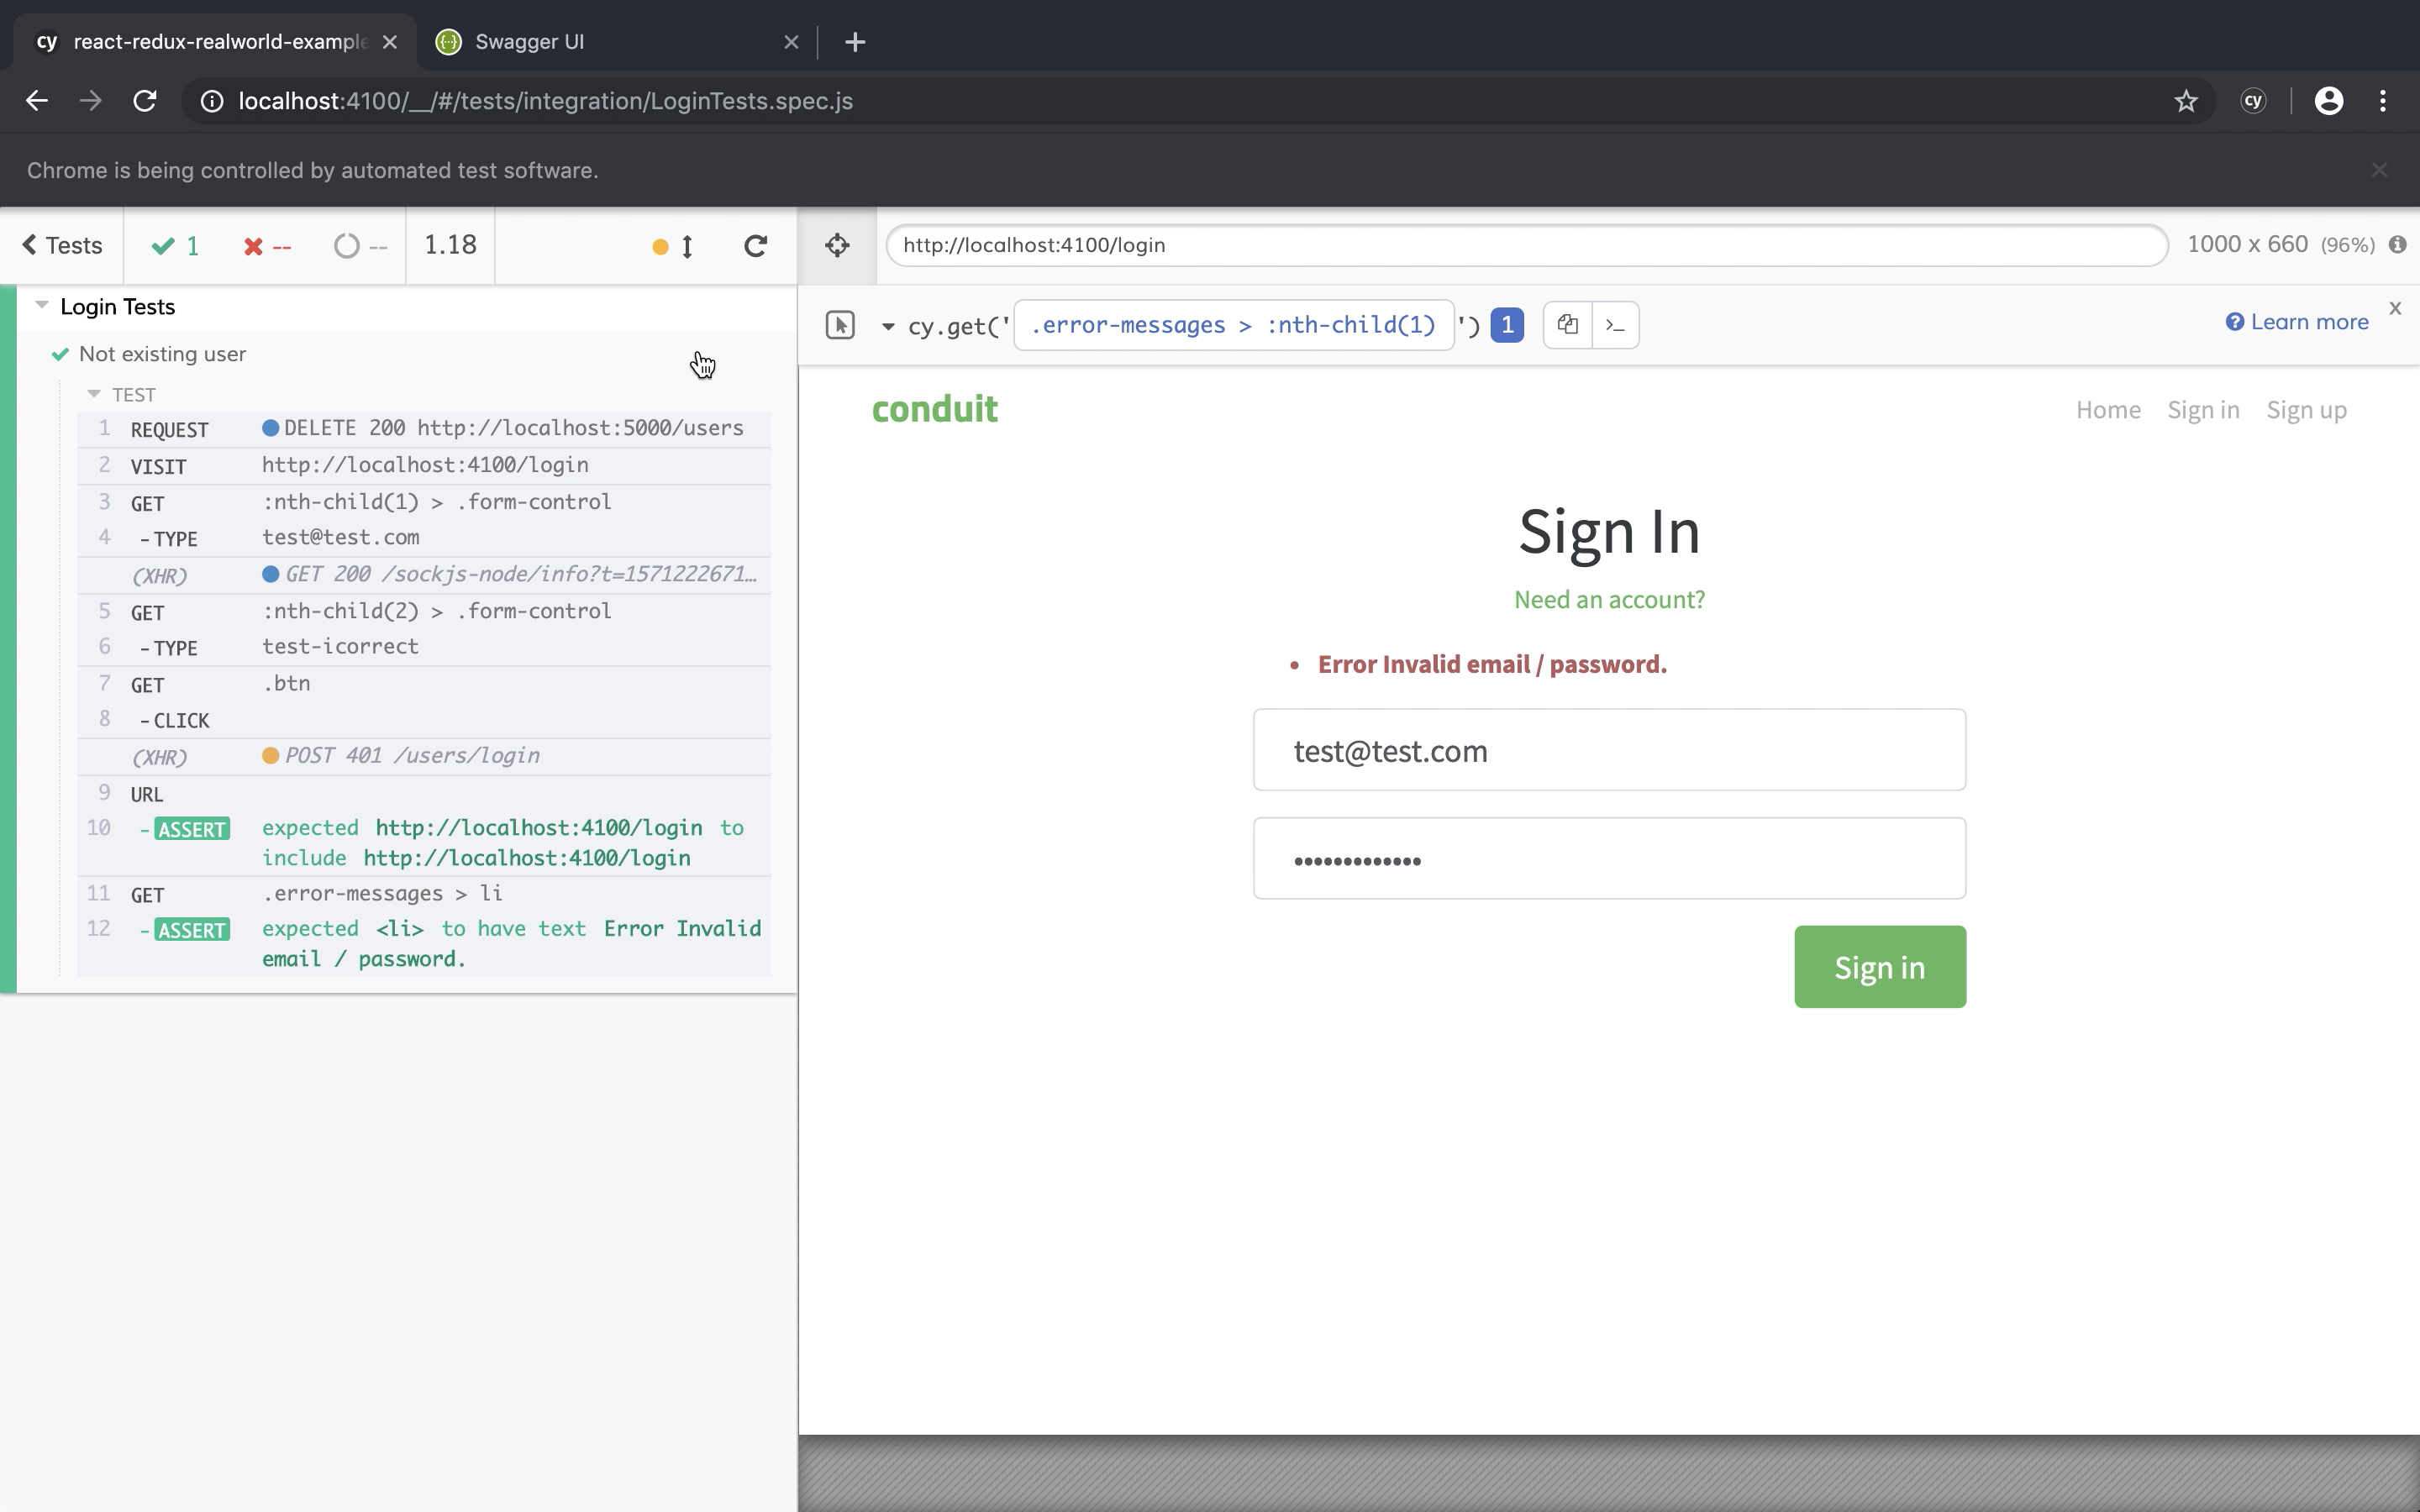 cy react-redux-realworld-example
Swagger UI
localhost:4100/__/#/tests/integration/LoginTests.spec.js
cy
Chrome is being controlled by automated test software.
Tests
1
--
--
1.18
http://localhost:4100/login
1000 x 660 (96%)
Login Tests
Not existing user
TEST
1 REQUEST DELETE 200 http://localhost:5000/users
2 VISIT http://localhost:4100/login
3 GET :nth-child(1) > .form-control
4 -TYPE test@test.com
(XHR) GET 200 /sockjs-node/info?t=1571222671…
5 GET :nth-child(2) > .form-control
6 -TYPE test-icorrect
7 GET .btn
8 -CLICK
(XHR) POST 401 /users/login
9 URL
10 -ASSERT expected http://localhost:4100/login to
include http://localhost:4100/login
11 GET .error-messages > li
12 -ASSERT expected <li> to have text Error Invalid
email / password.
cy.get('.error-messages > :nth-child(1)') 1
Learn more
x
conduit
Home Sign in Sign up
Sign In
Need an account?
• Error Invalid email / password.
test@test.com
•••••••••••••
Sign in